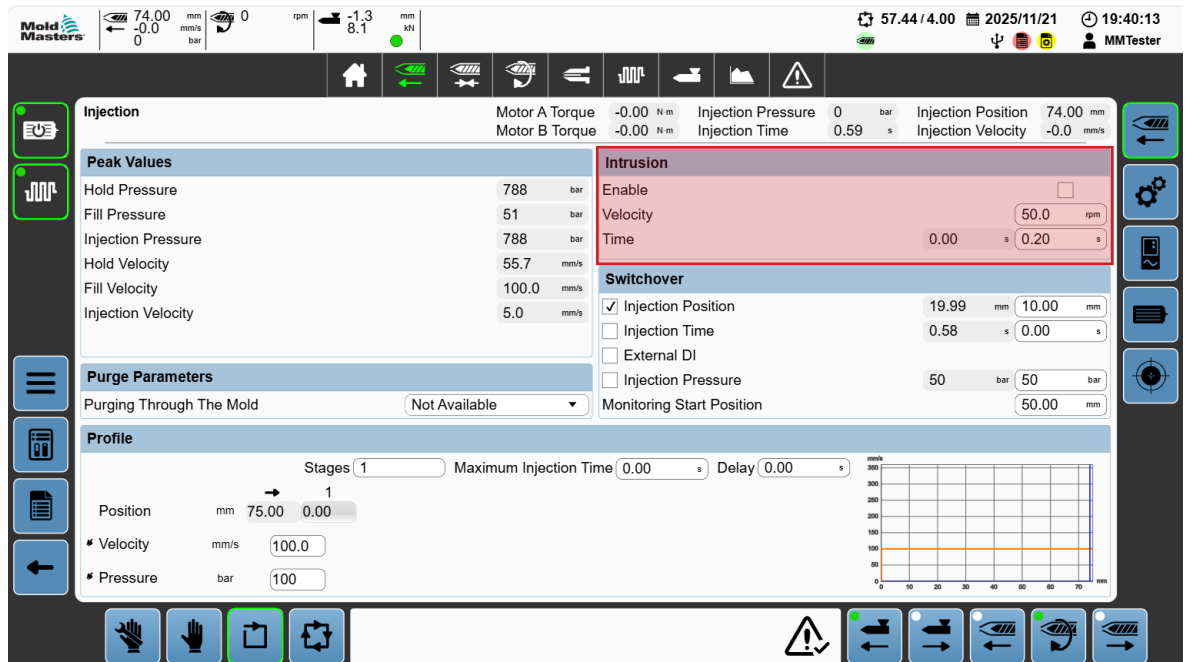 Mold Masters
74.00 mm
-0.0 mm/s
0 bar
0 rpm
-1.3 mm
8.1 kN
57.44 / 4.00 2025/11/21 19:40:13
MMTester
Injection
Motor A Torque -0.00 N·m Injection Pressure 0 bar Injection Position 74.00 mm
Motor B Torque -0.00 N·m Injection Time 0.59 s Injection Velocity -0.0 mm/s
Peak Values
Hold Pressure 788 bar
Fill Pressure 51 bar
Injection Pressure 788 bar
Hold Velocity 55.7 mm/s
Fill Velocity 100.0 mm/s
Injection Velocity 5.0 mm/s
Intrusion
Enable
Velocity 50.0 rpm
Time 0.00 s 0.20 s
Switchover
Injection Position 19.99 mm 10.00 mm
Injection Time 0.58 s 0.00 s
External DI
Injection Pressure 50 bar 50 bar
Monitoring Start Position 50.00 mm
Purge Parameters
Purging Through The Mold Not Available
Profile
Stages 1 Maximum Injection Time 0.00 s Delay 0.00 s
1
Position mm 75.00 0.00
Velocity mm/s 100.0
Pressure bar 100
mm/s
350
300
250
200
150
100
50
0
0 10 20 30 40 50 60 70 mm